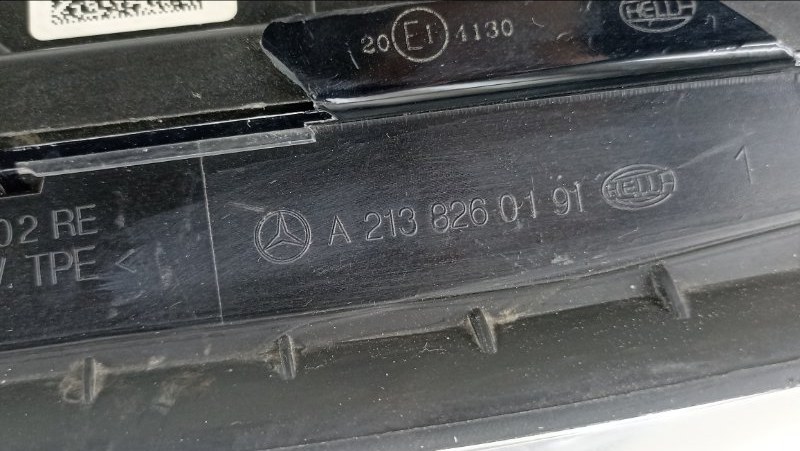 20 E1 4130 HELLA
A 213 826 01 91 HELLA 1
02 RE
TPE <